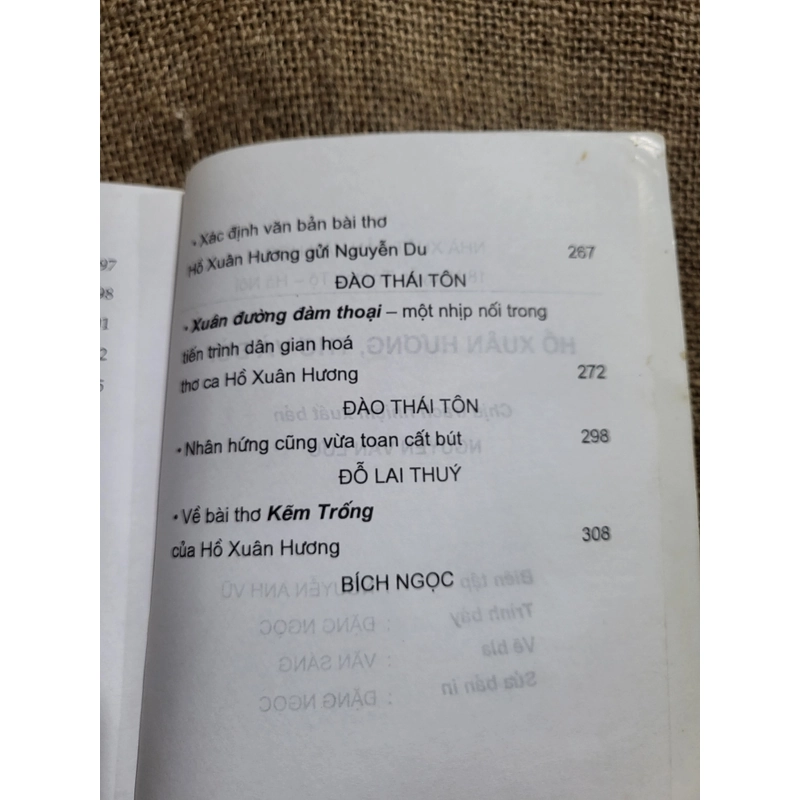 97
98
• Xác định văn bản bài thơ
Hồ Xuân Hương gửi Nguyễn Du 267
ĐÀO THÁI TÔN
• Xuân đường đàm thoại – một nhịp nối trong
tiến trình dân gian hoá
thơ ca Hồ Xuân Hương 272
ĐÀO THÁI TÔN
• Nhân hứng cũng vừa toan cất bút 298
ĐỖ LAI THUÝ
• Về bài thơ Kẽm Trống
của Hồ Xuân Hương 308
BÍCH NGỌC